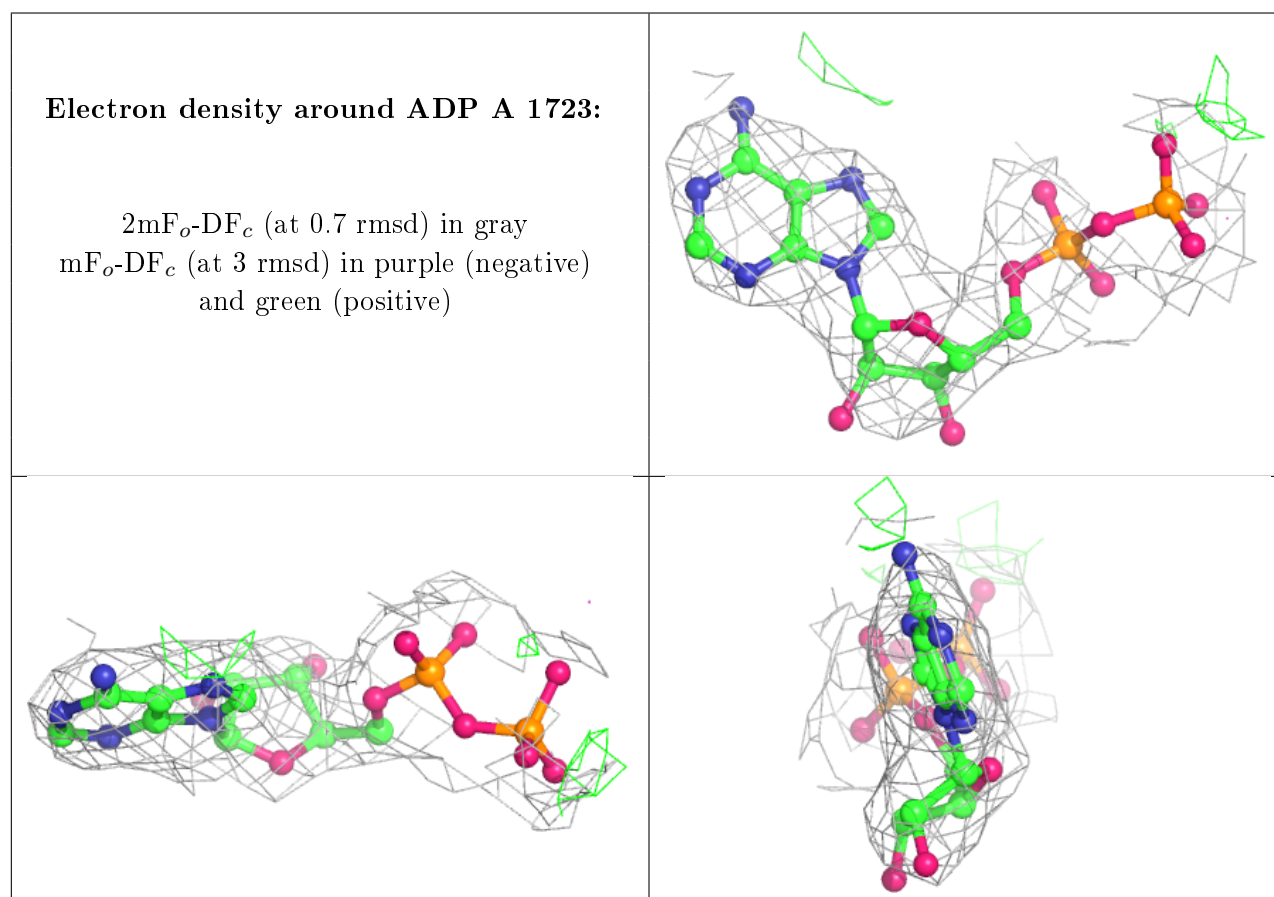 Electron density around ADP A 1723:
2mFo-DFc (at 0.7 rmsd) in gray
mFo-DFc (at 3 rmsd) in purple (negative)
and green (positive)